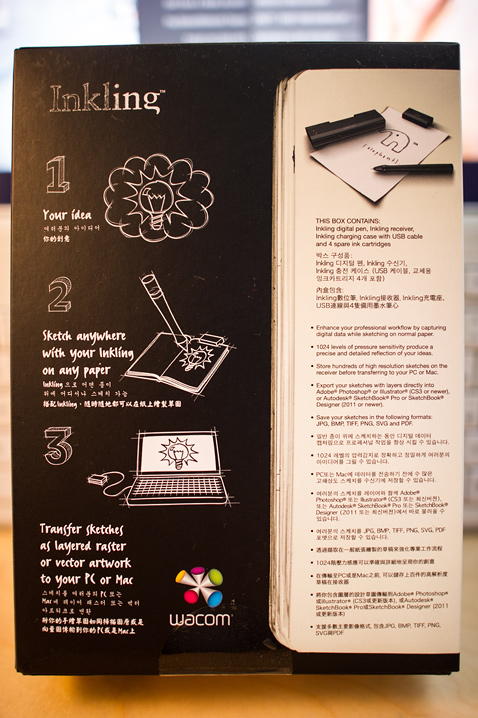 Inkling™
1
Your idea
여러분의 아이디어
你的創意
2
Sketch anywhere
with your Inkling
on any paper
Inkling으로 어떤 종이
위에 어디서나 스케치 가능
搭配Inkling，隨時隨地都可以在紙上繪製草圖
3
Transfer sketches
as layered raster
or vector artwork
to your PC or Mac
스케치를 여러분의 PC 또는
Mac에 레이어 래스터 또는 벡터
아트워크로 변환
將你的手繪草圖如同掃描圖層或是
向量圖傳輸到你的PC或是Mac上
wacom
(elephant)
THIS BOX CONTAINS:
Inkling digital pen, Inkling receiver,
Inkling charging case with USB cable
and 4 spare ink cartridges
박스 구성품:
Inkling 디지털 펜, Inkling 수신기,
Inkling 충전 케이스 (USB 케이블, 교체용
잉크카트리지 4개 포함)
內盒包含:
Inkling數位筆, Inkling接收器, Inkling充電座,
USB連線與4隻備用墨水筆心
• Enhance your professional workflow by capturing
digital data while sketching on normal paper.
• 1024 levels of pressure sensitivity produce a
precise and detailed reflection of your ideas.
• Store hundreds of high resolution sketches on the
receiver before transferring to your PC or Mac.
• Export your sketches with layers directly into
Adobe® Photoshop® or Illustrator® (CS3 or newer),
or Autodesk® SketchBook® Pro or SketchBook®
Designer (2011 or newer).
• Save your sketches in the following formats:
JPG, BMP, TIFF, PNG, SVG and PDF.
• 일반 종이 위에 스케치하는 동안 디지털 데이터
캡처링으로 프로페셔널 작업을 향상 시킬 수 있습니다.
• 1024 레벨의 압력감지로 정확하고 정밀하게 여러분의
아이디어를 그릴 수 있습니다.
• PC또는 Mac에 데이터를 전송하기 전에 수 많은
고해상도 스케치를 수신기에 저장할 수 있습니다.
• 여러분의 스케치를 레이어와 함께 Adobe®
Photoshop® 또는 Illustrator® (CS3 또는 최신버전),
또는 Autodesk® SketchBook® Pro 또는 SketchBook®
Designer (2011 또는 최신버전)에서 바로 불러올 수
있습니다.
• 여러분의 스케치를 JPG, BMP, TIFF, PNG, SVG, PDF
포맷으로 저장할 수 있습니다.
• 透過擷取在一般紙張繪製的草稿來強化專業工作流程
• 1024階壓力感應可以準確與詳細地呈用你的創意
• 在傳輸至PC或是Mac之前, 可以儲存上百件的高解析度
草稿在接收器
• 將你包含圖層的設計草圖傳輸到Adobe® Photoshop®
或Illustrator® (CS3或更新版本), 或Autodesk®
SketchBook® Pro或SketchBook® Designer (2011
或更新版本)
• 支援多數主要影像格式, 包含JPG, BMP, TIFF, PNG,
SVG與PDF